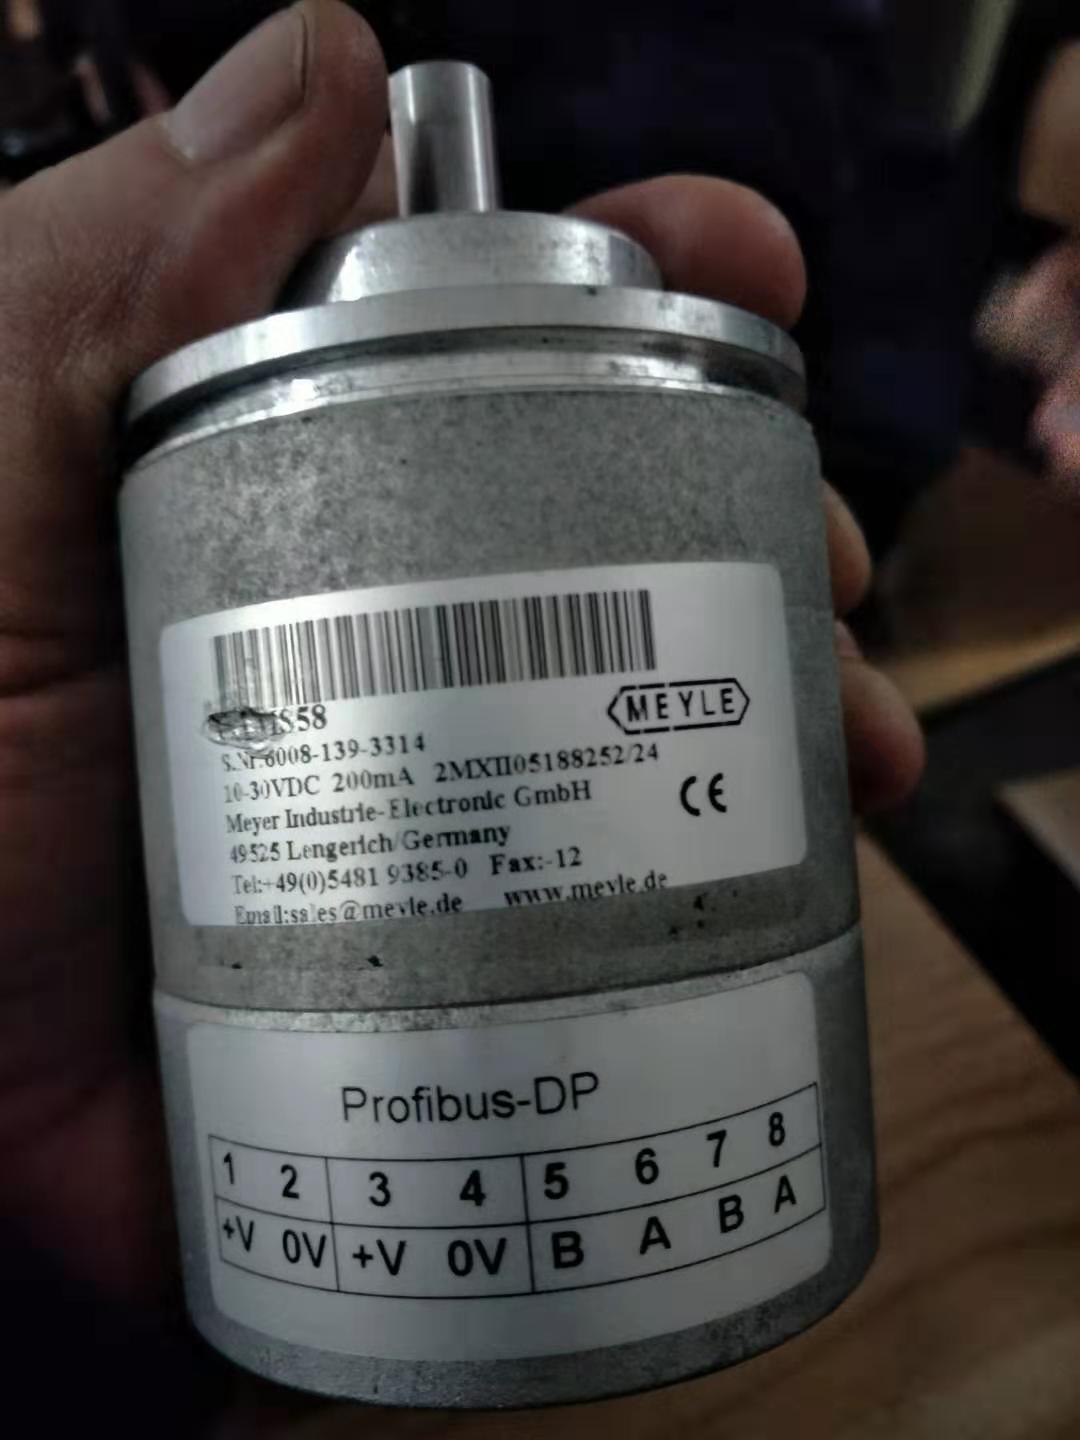 S58
MEYLE
S.Nr.6008-139-3314
10-30VDC 200mA 2MXII05188252/24
CE
Meyer Industrie-Electronic GmbH
49525 Lengerich/Germany
Tel:+49(0)5481 9385-0 Fax:-12
Email:sales@meyle.de www.meyle.de
Profibus-DP
1 2 3 4 5 6 7 8
+V 0V +V 0V B A B A